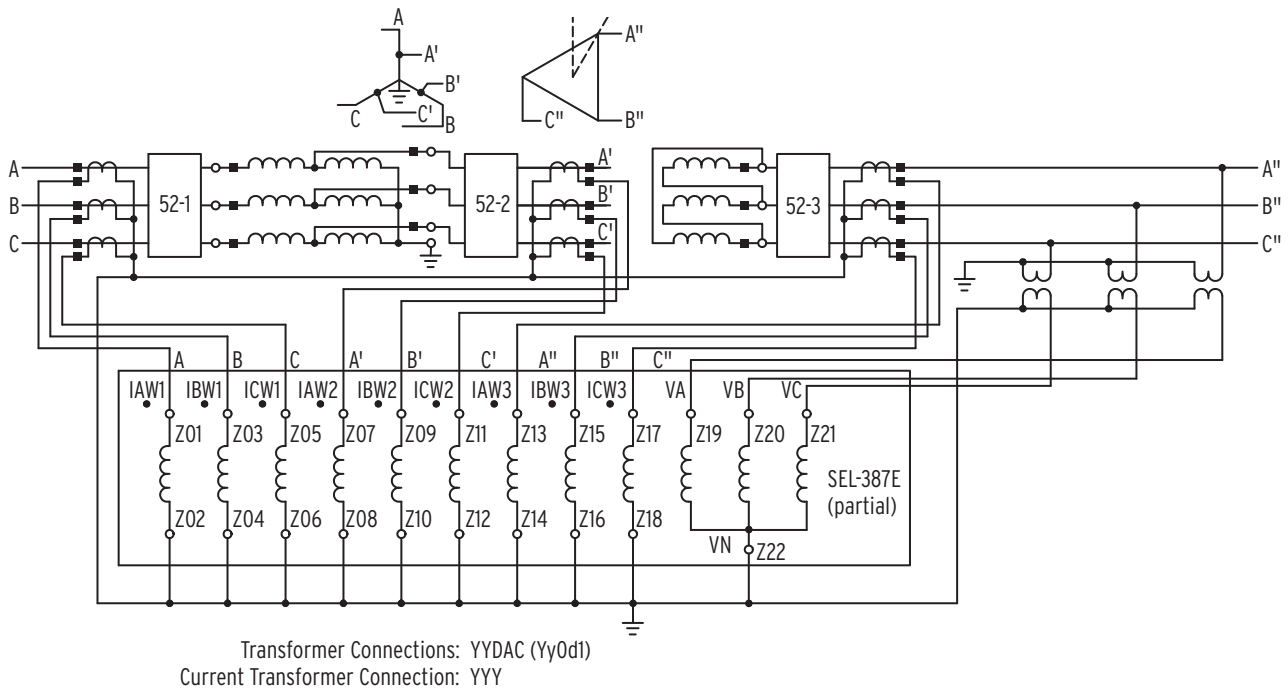 A
A'
B'
C
C'
B
A"
C"
B"
A
B
C
52-1
52-2
A'
B'
C'
52-3
A"
B"
C"
A B C A' B' C' A" B" C"
IAW1 IBW1 ICW1 IAW2 IBW2 ICW2 IAW3 IBW3 ICW3 VA VB VC
Z01 Z03 Z05 Z07 Z09 Z11 Z13 Z15 Z17 Z19 Z20 Z21
SEL-387E
(partial)
Z02 Z04 Z06 Z08 Z10 Z12 Z14 Z16 Z18
VN Z22
Transformer Connections: YYDAC (Yy0d1)
Current Transformer Connection: YYY